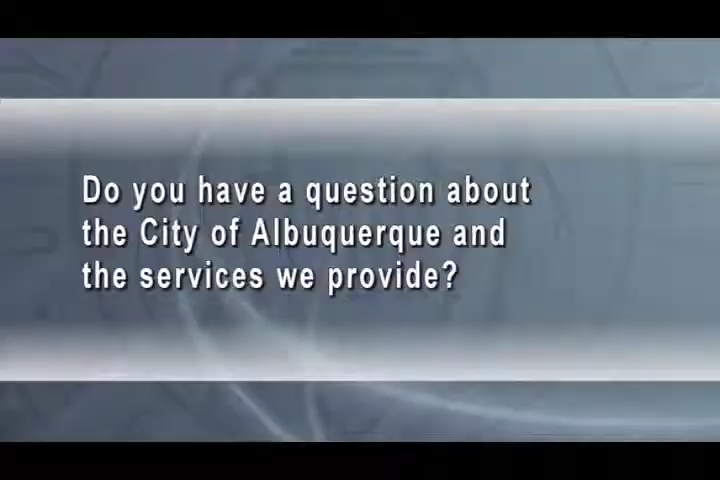 Do you have a question about
the City of Albuquerque and
the services we provide?